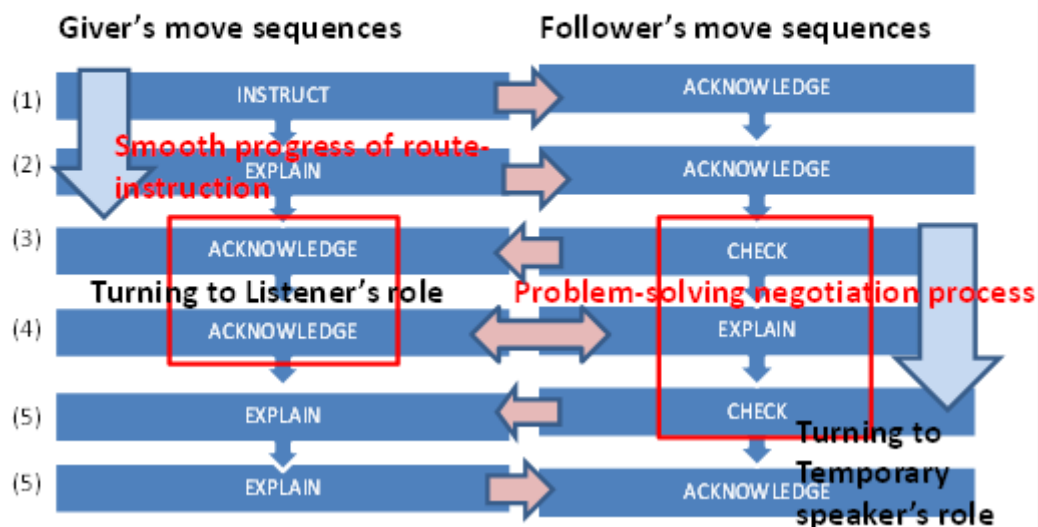 Giver's move sequences
Follower's move sequences
(1)
INSTRUCT
ACKNOWLEDGE
Smooth progress of route-
instruction
(2)
EXPLAIN
ACKNOWLEDGE
(3)
ACKNOWLEDGE
CHECK
Turning to Listener's role
Problem-solving negotiation process
(4)
ACKNOWLEDGE
EXPLAIN
(5)
EXPLAIN
CHECK
Turning to
Temporary
speaker's role
(5)
EXPLAIN
ACKNOWLEDGE